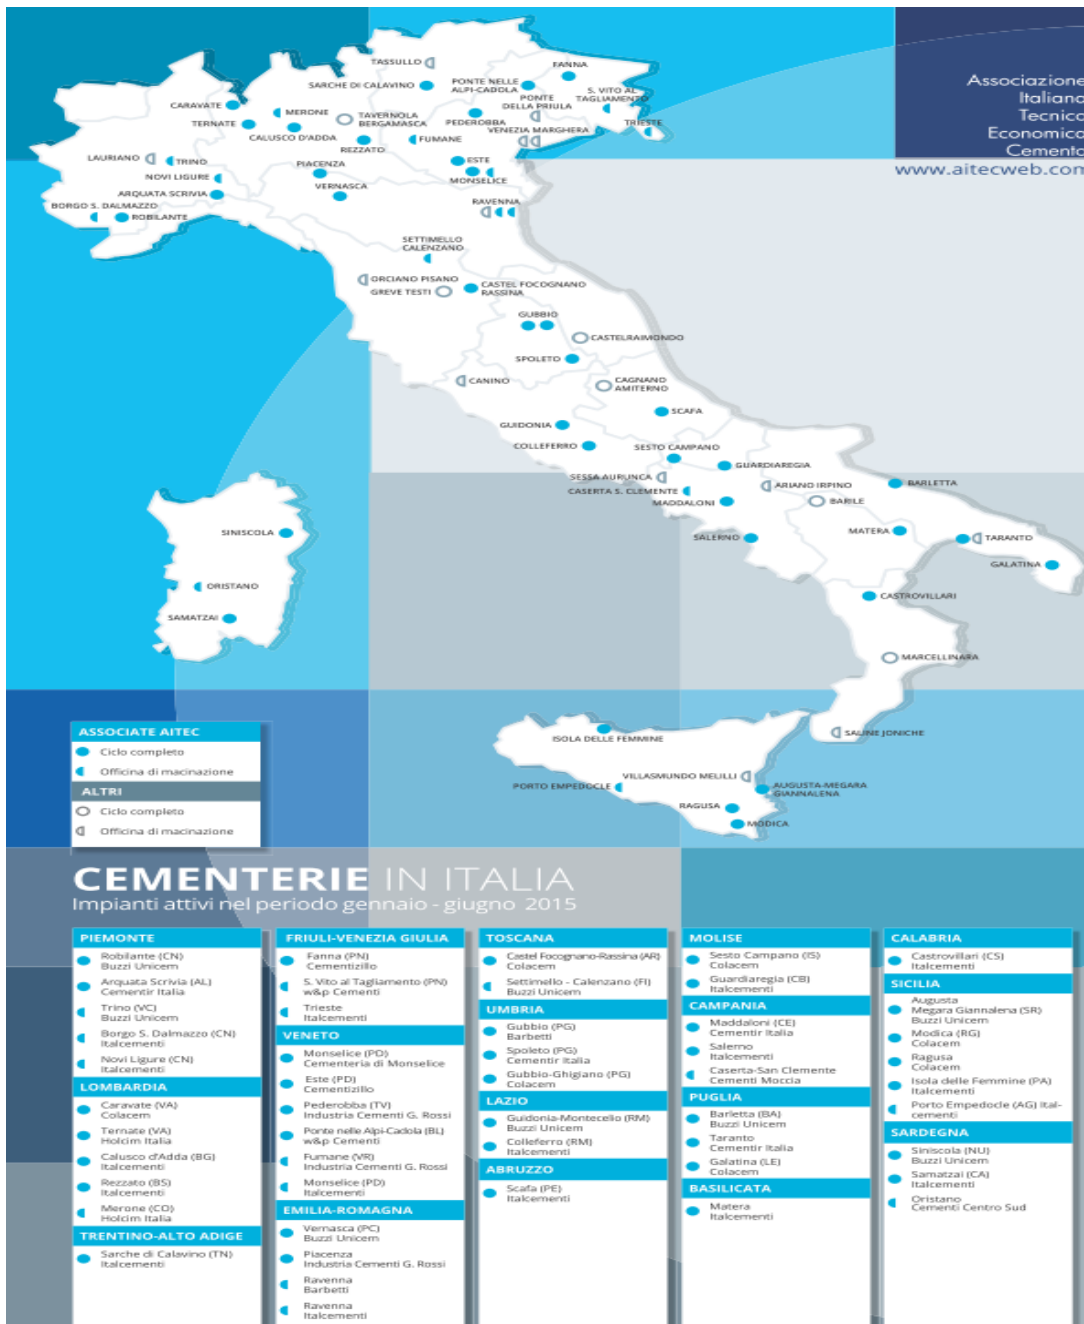 Associazione
Italiana
Tecnico
Economica
Cemento
www.aitecweb.com
TASSULLO
SARCHE DI CALAVINO
PONTE NELLE
ALPI-CADOLA
FANNA
S. VITO AL
TAGLIAMENTO
PONTE
DELLA PRIULA
CARAVATE
MERONE
TAVERNOLA
BERGAMASCA
PEDEROBBA
TERNATE
CALUSCO D'ADDA
VENEZIA MARGHERA
TRIESTE
REZZATO
FUMANE
LAURIANO
TRINO
PIACENZA
ESTE
NOVI LIGURE
VERNASCA
MONSELICE
ARQUATA SCRIVIA
BORGO S. DALMAZZO
ROBILANTE
RAVENNA
SETTIMELLO
CALENZANO
ORCIANO PISANO
GREVE TESTI
CASTEL FOCOGNANO
RASSINA
GUBBIO
CASTELRAIMONDO
SPOLETO
CANINO
CAGNANO
AMITERNO
SCAFA
GUIDONIA
COLLEFERRO
SESTO CAMPANO
GUARDIAREGIA
SESSA AURUNCA
ARIANO IRPINO
BARLETTA
CASERTA S. CLEMENTE
MADDALONI
BARILE
SINISCOLA
SALERNO
MATERA
TARANTO
GALATINA
ORISTANO
CASTROVILLARI
SAMATZAI
MARCELLINARA
SALINE JONICHE
ISOLA DELLE FEMMINE
VILLASMUNDO MELILLI
PORTO EMPEDOCLE
AUGUSTA-MEGARA
GIANNALENA
RAGUSA
MODICA
ASSOCIATE AITEC
Ciclo completo
Officina di macinazione
ALTRI
Ciclo completo
Officina di macinazione
CEMENTERIE IN ITALIA
Impianti attivi nel periodo gennaio - giugno 2015
PIEMONTE
Robilante (CN)
Buzzi Unicem
Arquata Scrivia (AL)
Cementir Italia
Trino (VC)
Buzzi Unicem
Borgo S. Dalmazzo (CN)
Italcementi
Novi Ligure (CN)
Italcementi
LOMBARDIA
Caravate (VA)
Colacem
Ternate (VA)
Holcim Italia
Calusco d'Adda (BG)
Italcementi
Rezzato (BS)
Italcementi
Merone (CO)
Holcim Italia
TRENTINO-ALTO ADIGE
Sarche di Calavino (TN)
Italcementi
FRIULI-VENEZIA GIULIA
Fanna (PN)
Cementizillo
S. Vito al Tagliamento (PN)
w&p Cementi
Trieste
Italcementi
VENETO
Monselice (PD)
Cementeria di Monselice
Este (PD)
Cementizillo
Pederobba (TV)
Industria Cementi G. Rossi
Ponte nelle Alpi-Cadola (BL)
w&p Cementi
Fumane (VR)
Industria Cementi G. Rossi
Monselice (PD)
Italcementi
EMILIA-ROMAGNA
Vernasca (PC)
Buzzi Unicem
Piacenza
Industria Cementi G. Rossi
Ravenna
Barbetti
Ravenna
Italcementi
TOSCANA
Castel Focognano-Rassina (AR)
Colacem
Settimello - Calenzano (FI)
Buzzi Unicem
UMBRIA
Gubbio (PG)
Barbetti
Spoleto (PG)
Cementir Italia
Gubbio-Ghigiano (PG)
Colacem
LAZIO
Guidonia-Montecelio (RM)
Buzzi Unicem
Colleferro (RM)
Italcementi
ABRUZZO
Scafa (PE)
Italcementi
MOLISE
Sesto Campano (IS)
Colacem
Guardiaregia (CB)
Italcementi
CAMPANIA
Maddaloni (CE)
Cementir Italia
Salerno
Italcementi
Caserta-San Clemente
Cementi Moccia
PUGLIA
Barletta (BA)
Buzzi Unicem
Taranto
Cementir Italia
Galatina (LE)
Colacem
BASILICATA
Matera
Italcementi
CALABRIA
Castrovillari (CS)
Italcementi
SICILIA
Augusta
Megara Giannalena (SR)
Buzzi Unicem
Modica (RG)
Colacem
Ragusa
Colacem
Isola delle Femmine (PA)
Italcementi
Porto Empedocle (AG) Ital-
cementi
SARDEGNA
Siniscola (NU)
Buzzi Unicem
Samatzai (CA)
Italcementi
Oristano
Cementi Centro Sud